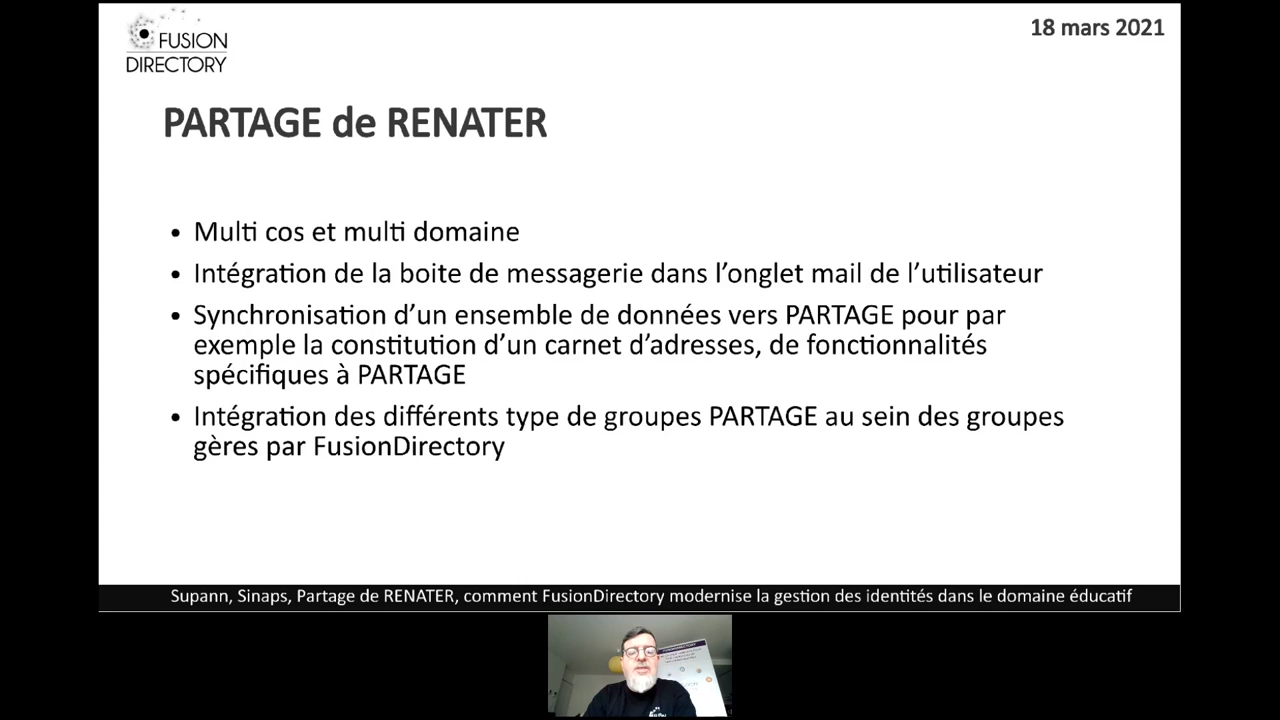 FUSION
DIRECTORY
18 mars 2021
PARTAGE de RENATER
• Multi cos et multi domaine
• Intégration de la boite de messagerie dans l’onglet mail de l’utilisateur
• Synchronisation d’un ensemble de données vers PARTAGE pour par
exemple la constitution d’un carnet d’adresses, de fonctionnalités
spécifiques à PARTAGE
• Intégration des différents type de groupes PARTAGE au sein des groupes
gères par FusionDirectory
Supann, Sinaps, Partage de RENATER, comment FusionDirectory modernise la gestion des identités dans le domaine éducatif